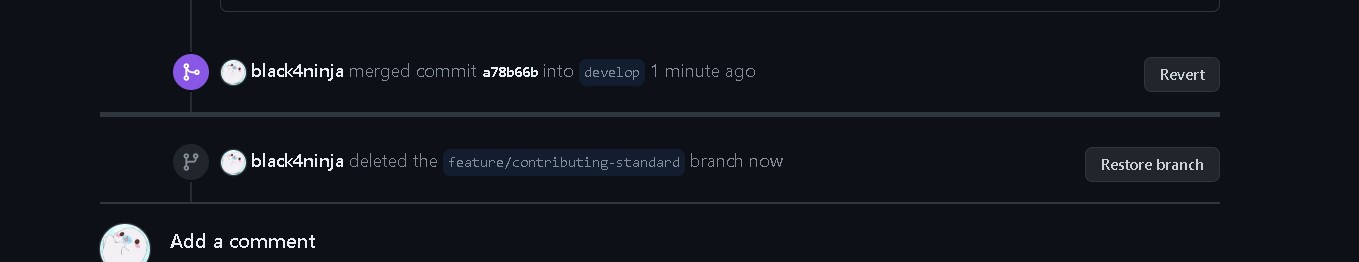 black4ninja merged commit a78b66b into develop 1 minute ago
Revert
black4ninja deleted the feature/contributing-standard branch now
Restore branch
Add a comment